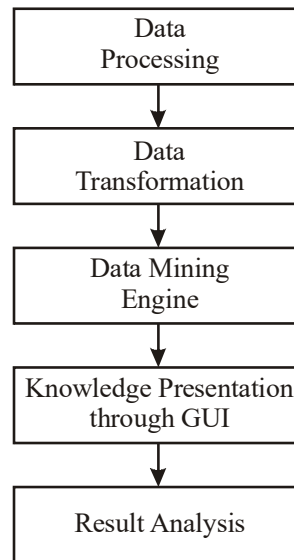 Data
Processing
Data
Transformation
Data Mining
Engine
Knowledge Presentation
through GUI
Result Analysis